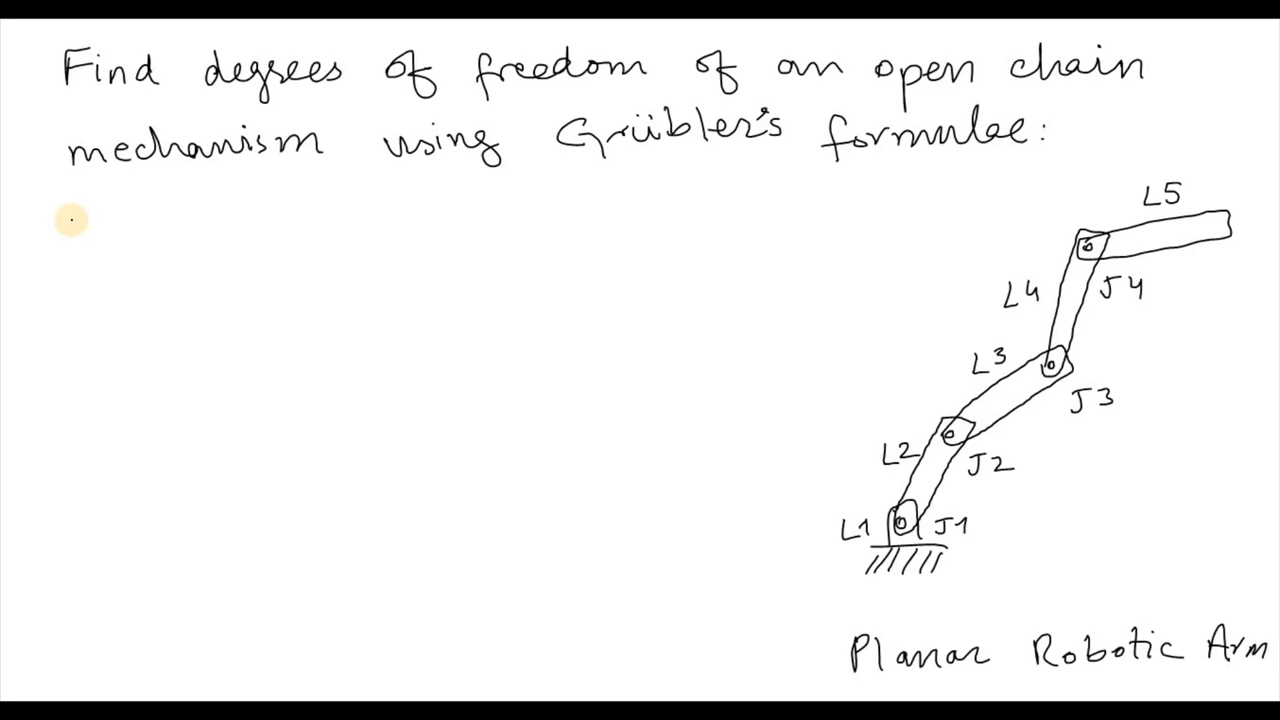 Find degrees of freedom of an open chain
mechanism using Grübler's formulae:
L5
L4
J4
L3
J3
L2
J2
L1
J1
Planar Robotic Arm